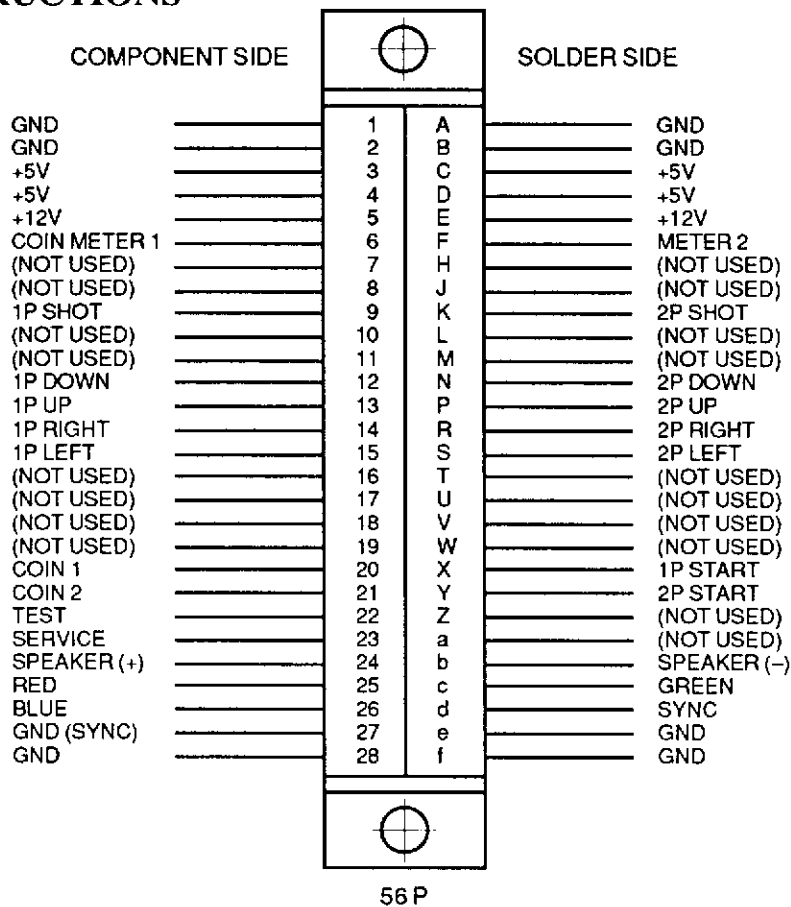 COMPONENT SIDE SOLDER SIDE
GND 1 A GND
GND 2 B GND
+5V 3 C +5V
+5V 4 D +5V
+12V 5 E +12V
COIN METER 1 6 F METER 2
(NOT USED) 7 H (NOT USED)
(NOT USED) 8 J (NOT USED)
1P SHOT 9 K 2P SHOT
(NOT USED) 10 L (NOT USED)
(NOT USED) 11 M (NOT USED)
1P DOWN 12 N 2P DOWN
1P UP 13 P 2P UP
1P RIGHT 14 R 2P RIGHT
1P LEFT 15 S 2P LEFT
(NOT USED) 16 T (NOT USED)
(NOT USED) 17 U (NOT USED)
(NOT USED) 18 V (NOT USED)
(NOT USED) 19 W (NOT USED)
COIN 1 20 X 1P START
COIN 2 21 Y 2P START
TEST 22 Z (NOT USED)
SERVICE 23 a (NOT USED)
SPEAKER (+) 24 b SPEAKER (–)
RED 25 c GREEN
BLUE 26 d SYNC
GND (SYNC) 27 e GND
GND 28 f GND
56 P